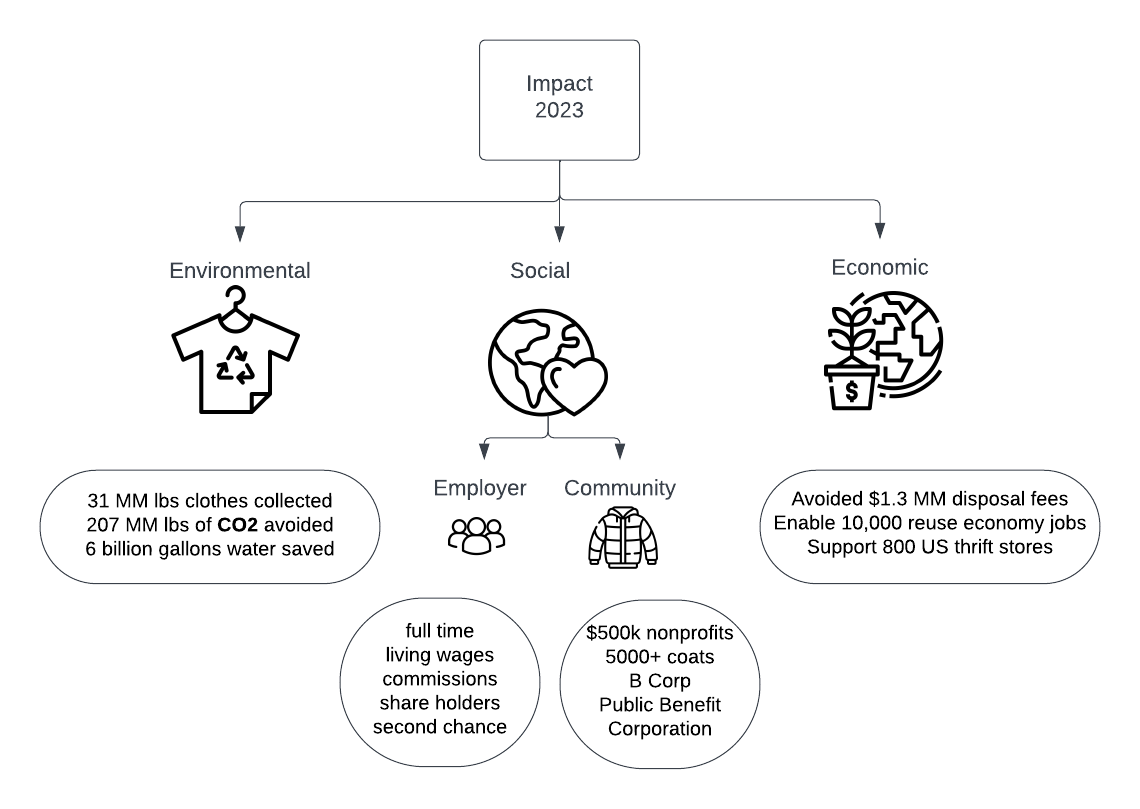 Impact
2023
Environmental
Social
Economic
$
Employer
Community
31 MM lbs clothes collected
207 MM lbs of CO2 avoided
6 billion gallons water saved
Avoided $1.3 MM disposal fees
Enable 10,000 reuse economy jobs
Support 800 US thrift stores
full time
living wages
commissions
share holders
second chance
$500k nonprofits
5000+ coats
B Corp
Public Benefit
Corporation